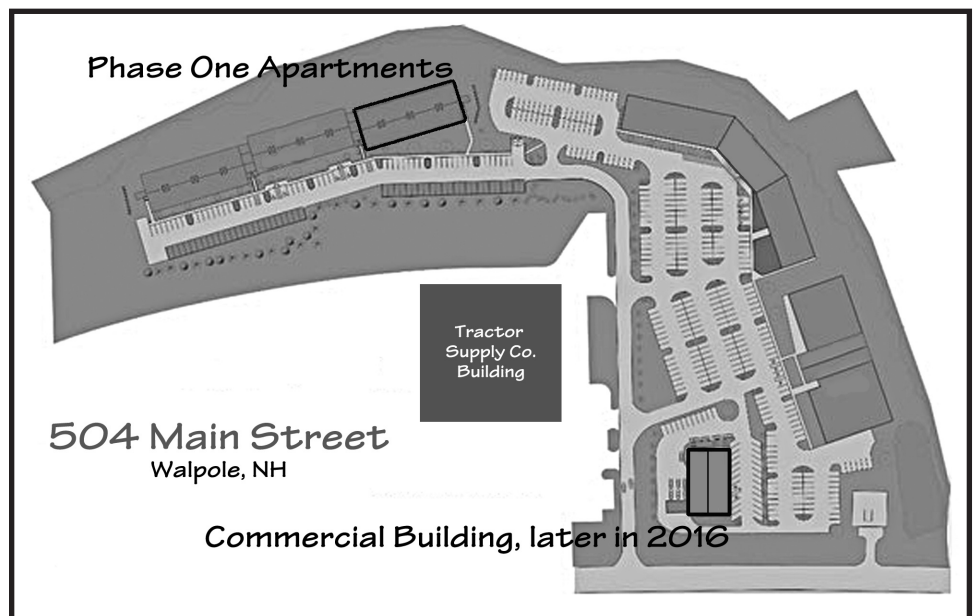 Phase One Apartments
Tractor
Supply Co.
Building
504 Main Street
Walpole, NH
Commercial Building, later in 2016